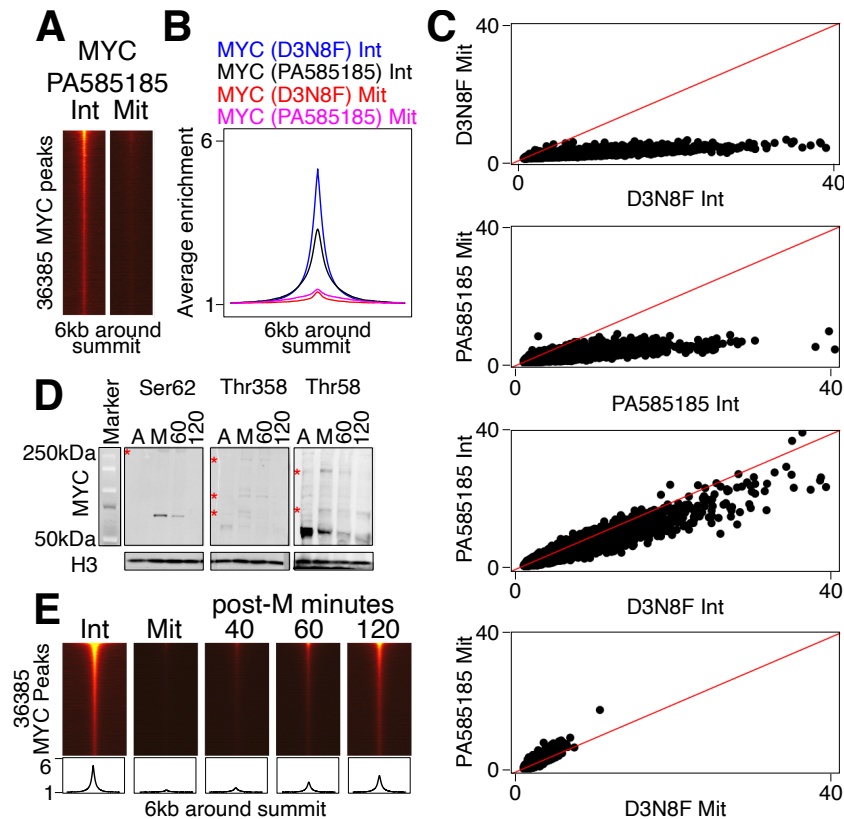 A
MYC
PA585185
Int Mit
36385 MYC peaks
6kb around
summit
B
MYC (D3N8F) Int
MYC (PA585185) Int
MYC (D3N8F) Mit
MYC (PA585185) Mit
Average enrichment
6
1
6kb around
summit
C
40
D3N8F Mit
0
0 40
D3N8F Int
40
PA585185 Mit
0
0 40
PA585185 Int
40
PA585185 Int
0
0 40
D3N8F Int
40
PA585185 Mit
0
0 40
D3N8F Mit
D
Marker
Ser62 Thr358 Thr58
A M 60 120 A M 60 120 A M 60 120
250kDa
MYC
50kDa
* * * * * *
H3
E
post-M minutes
Int Mit 40 60 120
36385
MYC Peaks
6
1
6kb around summit